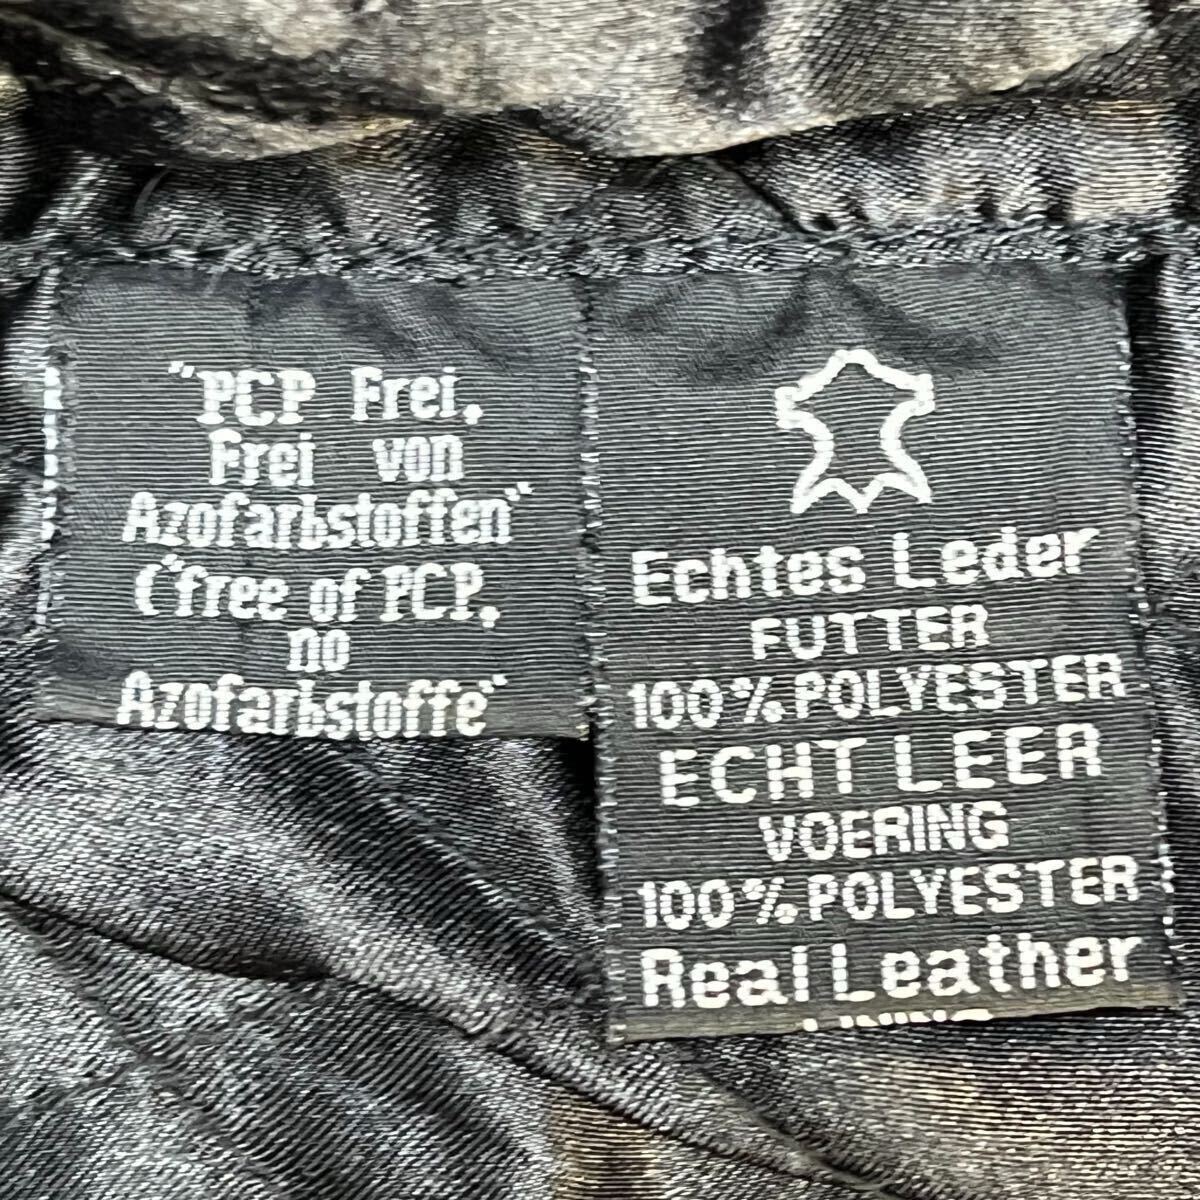 "PCP Frei,
Frei von
Azofarbstoffen"
("free of PCP,
no
Azofarbstoffe"
Echtes Leder
FUTTER
100% POLYESTER
ECHT LEER
VOERING
100% POLYESTER
Real Leather